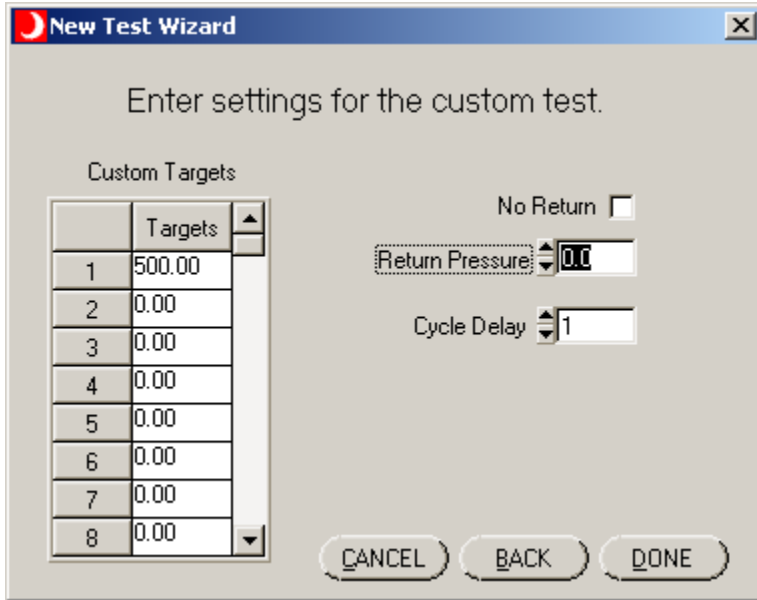 New Test Wizard
Enter settings for the custom test.
Custom Targets
Targets
1 500.00
2 0.00
3 0.00
4 0.00
5 0.00
6 0.00
7 0.00
8 0.00
No Return
Return Pressure 0.0
Cycle Delay 1
CANCEL BACK DONE